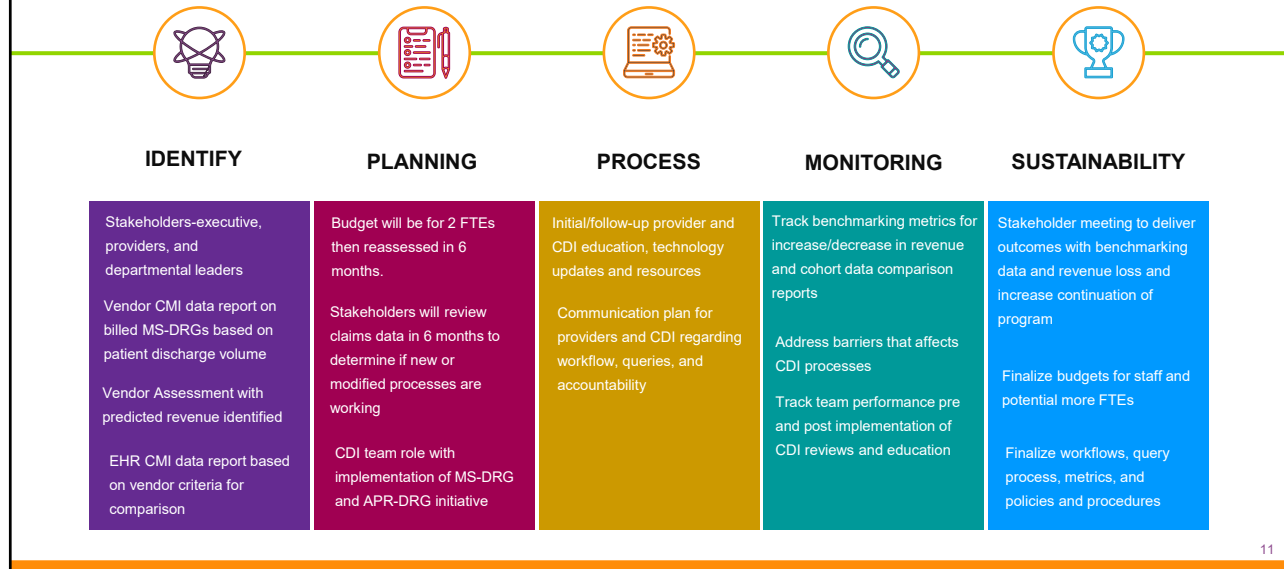 IDENTIFY
Stakeholders-executive,
providers, and
departmental leaders
Vendor CMI data report on
billed MS-DRGs based on
patient discharge volume
Vendor Assessment with
predicted revenue identified
EHR CMI data report based
on vendor criteria for
comparison
PLANNING
Budget will be for 2 FTEs
then reassessed in 6
months.
Stakeholders will review
claims data in 6 months to
determine if new or
modified processes are
working
CDI team role with
implementation of MS-DRG
and APR-DRG initiative
PROCESS
Initial/follow-up provider and
CDI education, technology
updates and resources
Communication plan for
providers and CDI regarding
workflow, queries, and
accountability
MONITORING
Track benchmarking metrics for
increase/decrease in revenue
and cohort data comparison
reports
Address barriers that affects
CDI processes
Track team performance pre
and post implementation of
CDI reviews and education
SUSTAINABILITY
Stakeholder meeting to deliver
outcomes with benchmarking
data and revenue loss and
increase continuation of
program
Finalize budgets for staff and
potential more FTEs
Finalize workflows, query
process, metrics, and
policies and procedures
11